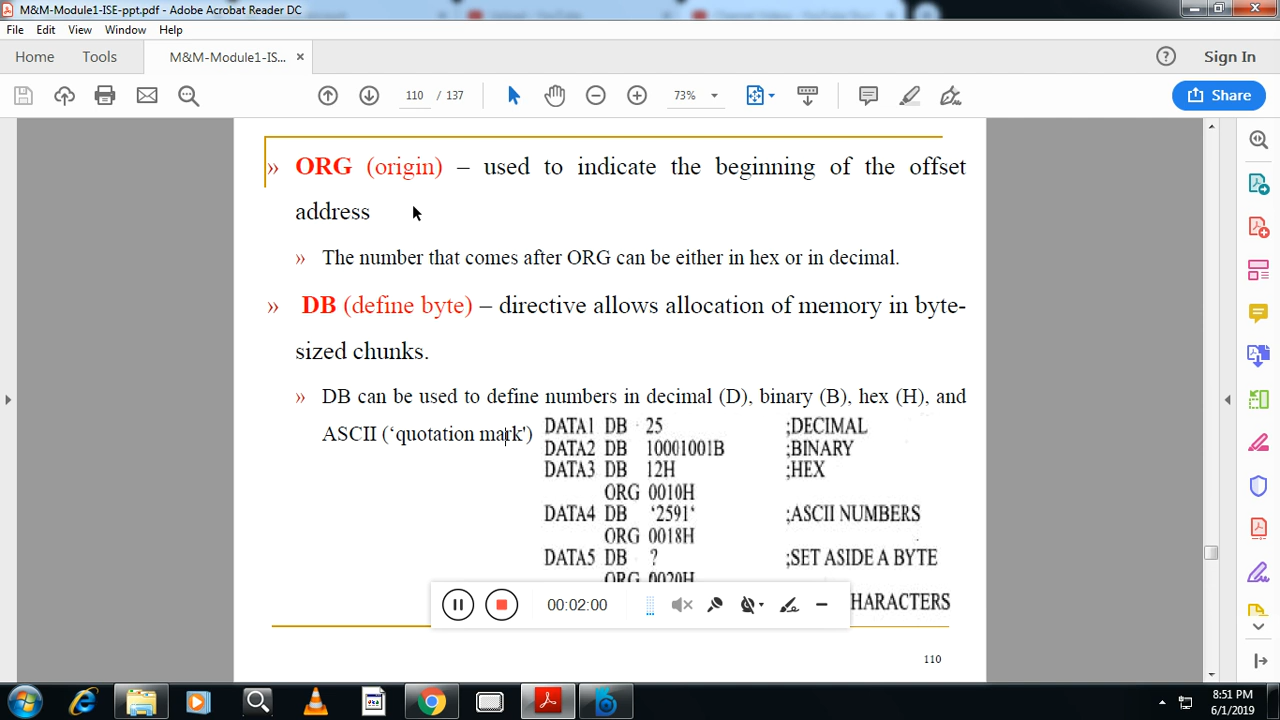 M&M-Module1-ISE-ppt.pdf - Adobe Acrobat Reader DC
File Edit View Window Help
Home Tools M&M-Module1-IS... × Sign In
110 / 137 73% Share
» ORG (origin) – used to indicate the beginning of the offset
address
» The number that comes after ORG can be either in hex or in decimal.
» DB (define byte) – directive allows allocation of memory in byte-
sized chunks.
» DB can be used to define numbers in decimal (D), binary (B), hex (H), and
ASCII (‘quotation mark')
DATA1 DB 25 ;DECIMAL
DATA2 DB 10001001B ;BINARY
DATA3 DB 12H ;HEX
ORG 0010H
DATA4 DB ‘2591‘ ;ASCII NUMBERS
ORG 0018H
DATA5 DB ? ;SET ASIDE A BYTE
ORG 0020H
HARACTERS
00:02:00
110
8:51 PM
6/1/2019